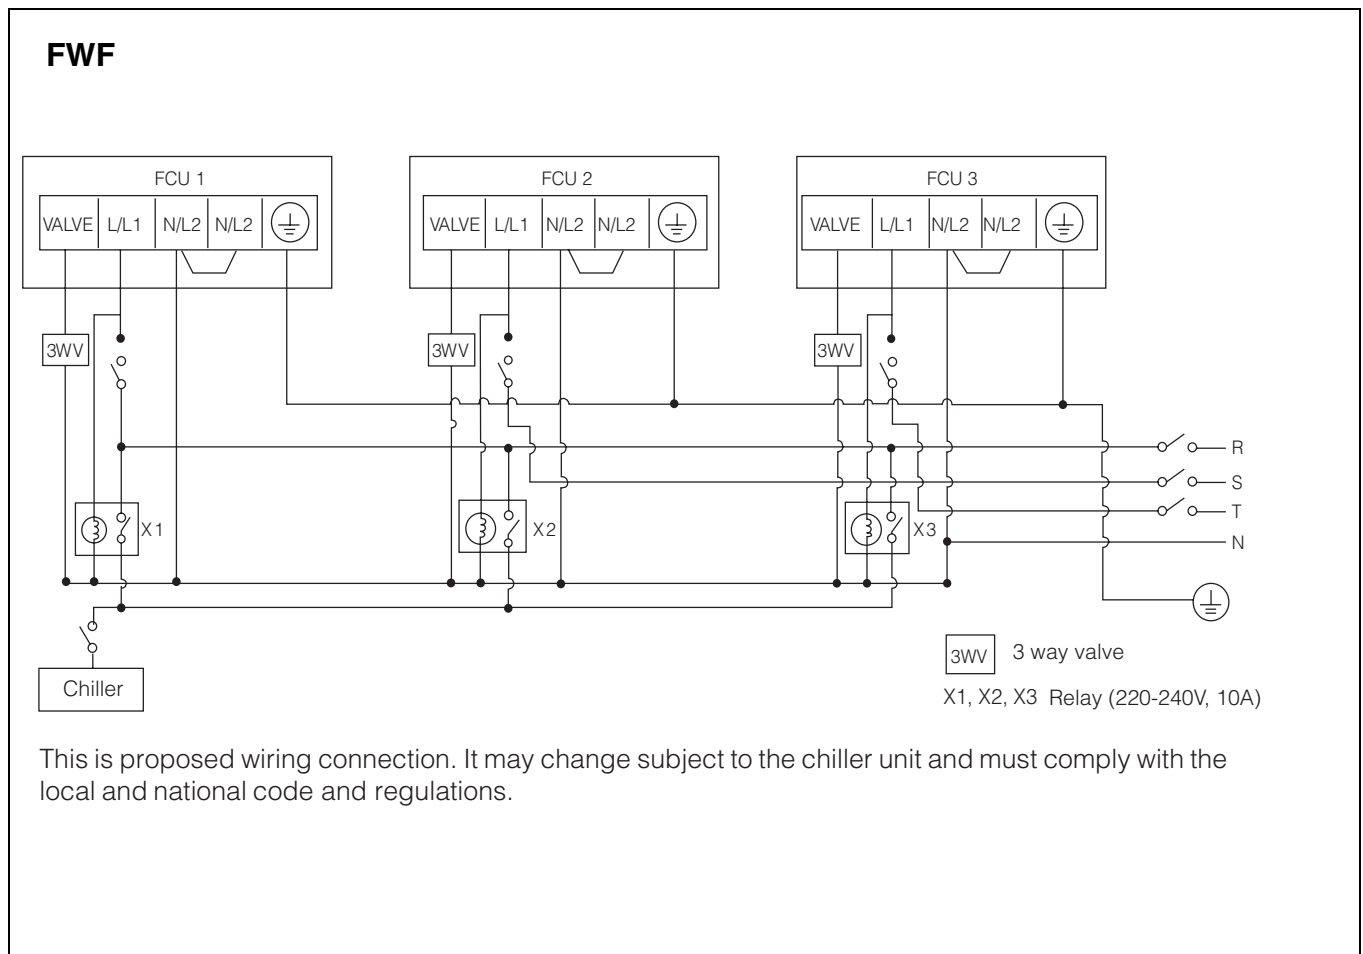 FWF
FCU 1
FCU 2
FCU 3
VALVE L/L1 N/L2 N/L2
VALVE L/L1 N/L2 N/L2
VALVE L/L1 N/L2 N/L2
3WV
3WV
3WV
R
S
T
N
X1
X2
X3
Chiller
3WV 3 way valve
X1, X2, X3 Relay (220-240V, 10A)
This is proposed wiring connection. It may change subject to the chiller unit and must comply with the
local and national code and regulations.